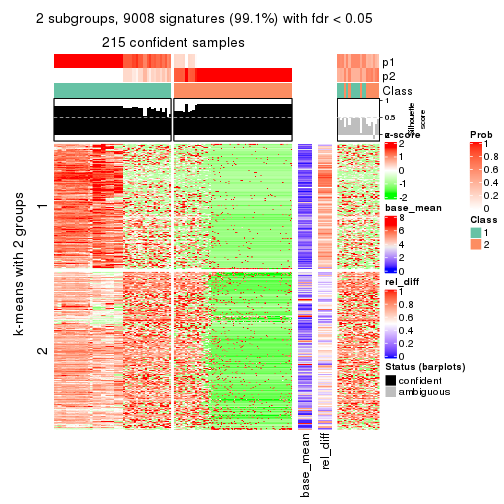 2 subgroups, 9008 signatures (99.1%) with fdr < 0.05
215 confident samples
p1
p2
Class
1
0.5
0
Silhouette
score
k-means with 2 groups
1
2
z-score
2
1
0
-1
-2
base_mean
8
6
4
2
0
rel_diff
1
0.8
0.6
0.4
0.2
0
Status (barplots)
confident
ambiguous
Prob
1
0.8
0.6
0.4
0.2
0
Class
1
2
base_mean
rel_diff